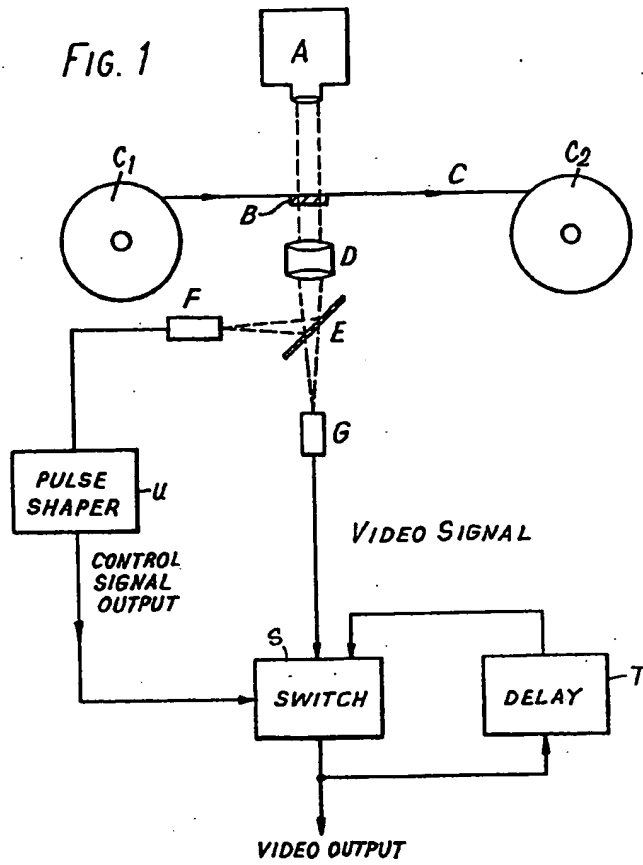 FIG. 1
A
C1
C
C2
B
D
F
E
G
PULSE
SHAPER
U
VIDEO SIGNAL
CONTROL
SIGNAL
OUTPUT
S
SWITCH
DELAY
T
VIDEO OUTPUT